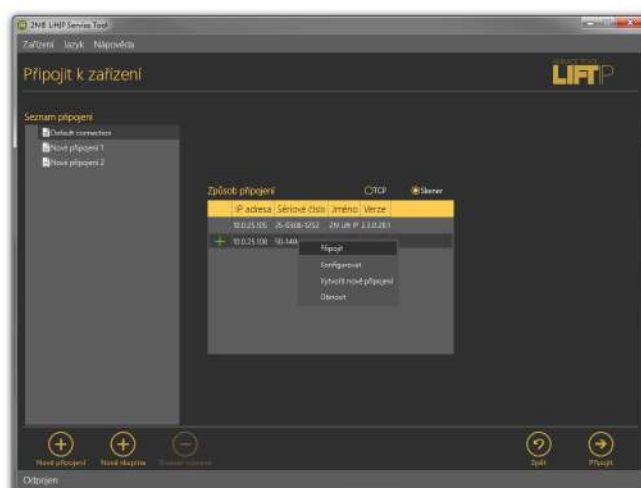 2N® LiftIP Service Tool
Zařízení Jazyk Nápověda
Připojit k zařízení
SERVICE TOOL
LIFTIP
Seznam připojení
Default connection
Nové připojení 1
Nové připojení 2
Způsob připojení TCP Skener
IP adresa Sériové číslo Jméno Verze
10.0.25.105 2N Lift IP
10.0.25.108
Připojit
Konfigurovat
Vytvořit nové připojení
Obnovit
Nové připojení Nová skupina
Zpět Připojit
Odpojen